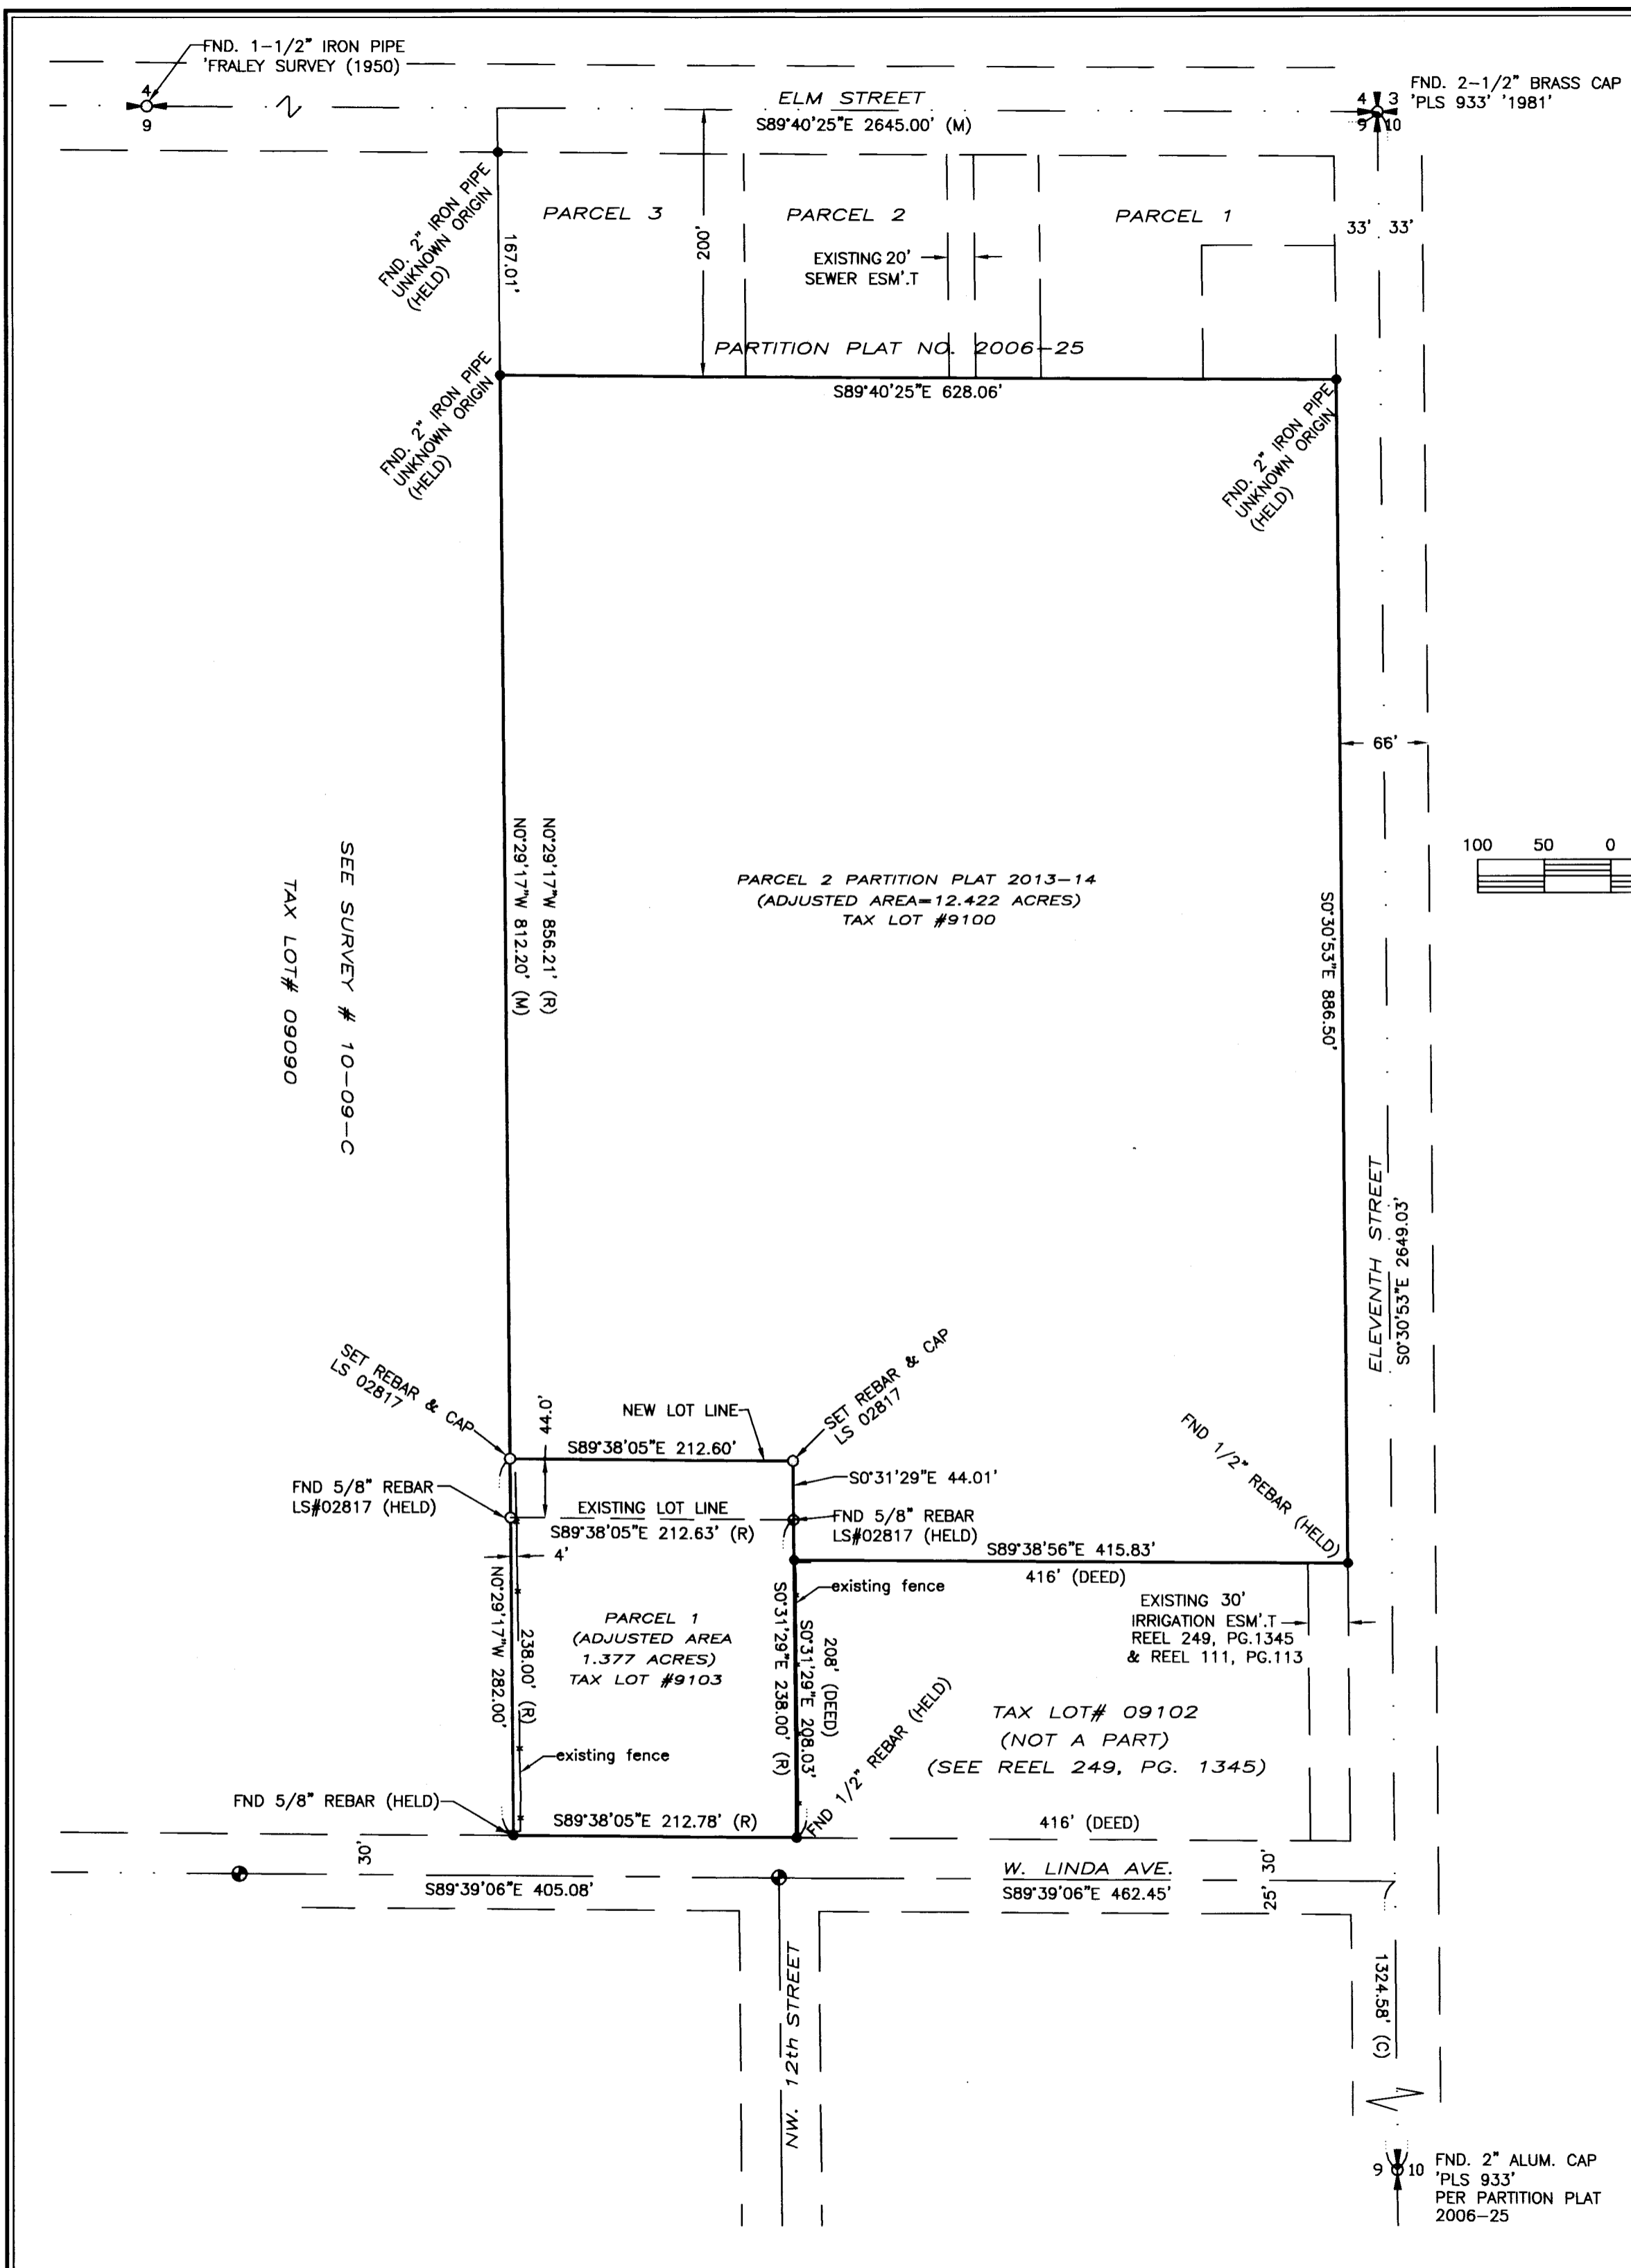 FND. 1-1/2" IRON PIPE
'FRALEY SURVEY (1950)
4
9
ELM STREET
S89°40'25"E 2645.00' (M)
FND. 2-1/2" BRASS CAP
'PLS 933' '1981'
4 3
9 10
FND. 2" IRON PIPE
UNKNOWN ORIGIN
(HELD)
167.01'
PARCEL 3
200'
PARCEL 2
PARCEL 1
33' 33'
EXISTING 20'
SEWER ESM'.T
PARTITION PLAT NO. 2006-25
S89°40'25"E 628.06'
FND. 2" IRON PIPE
UNKNOWN ORIGIN
(HELD)
FND. 2" IRON PIPE
UNKNOWN ORIGIN
(HELD)
66'
100 50 0
SEE SURVEY # 10-09-C
TAX LOT# 09090
N0°29'17"W 856.21' (R)
N0°29'17"W 812.20' (M)
PARCEL 2 PARTITION PLAT 2013-14
(ADJUSTED AREA=12.422 ACRES)
TAX LOT #9100
S0°30'53"E 886.50'
ELEVENTH STREET
S0°30'53"E 2649.03'
SET REBAR & CAP
LS 02817
44.0'
NEW LOT LINE
S89°38'05"E 212.60'
SET REBAR & CAP
LS 02817
S0°31'29"E 44.01'
FND 1/2" REBAR (HELD)
FND 5/8" REBAR
LS#02817 (HELD)
EXISTING LOT LINE
S89°38'05"E 212.63' (R)
FND 5/8" REBAR
LS#02817 (HELD)
4'
S89°38'56"E 415.83'
416' (DEED)
existing fence
N0°29'17"W 282.00'
238.00' (R)
PARCEL 1
(ADJUSTED AREA
1.377 ACRES)
TAX LOT #9103
S0°31'29"E 238.00' (R)
208' (DEED)
S0°31'29"E 208.03'
EXISTING 30'
IRRIGATION ESM'.T
REEL 249, PG.1345
& REEL 111, PG.113
TAX LOT# 09102
(NOT A PART)
(SEE REEL 249, PG. 1345)
existing fence
FND 1/2" REBAR (HELD)
FND 5/8" REBAR (HELD)
S89°38'05"E 212.78' (R)
416' (DEED)
30'
S89°39'06"E 405.08'
W. LINDA AVE.
S89°39'06"E 462.45'
25' 30'
NW. 12th STREET
1324.58' (C)
9 10
FND. 2" ALUM. CAP
'PLS 933'
PER PARTITION PLAT
2006-25